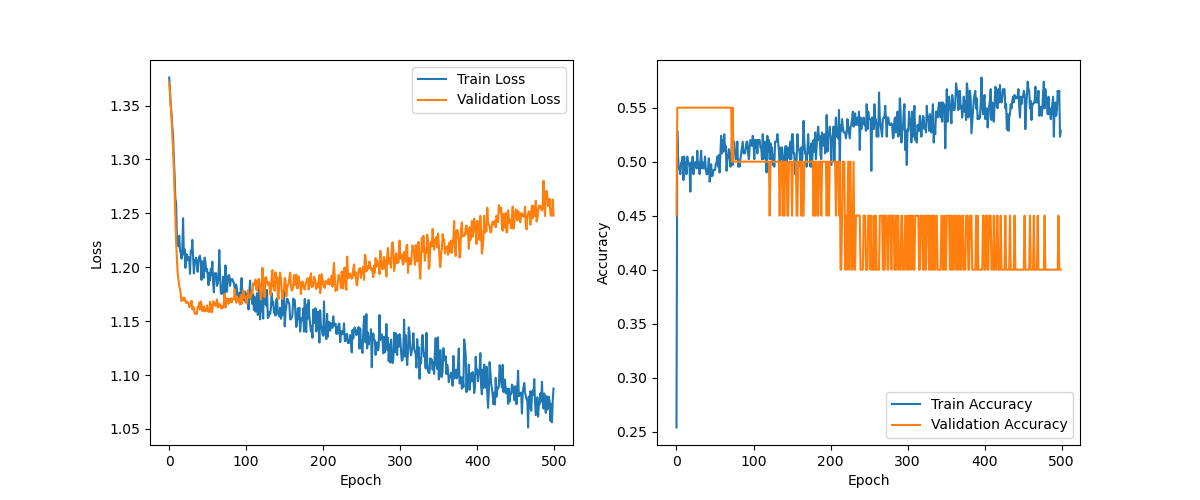 Train Loss
Validation Loss
1.35
1.30
1.25
1.20
1.15
1.10
1.05
Loss
0 100 200 300 400 500
Epoch
0.55
0.50
0.45
0.40
0.35
0.30
0.25
Accuracy
Train Accuracy
Validation Accuracy
0 100 200 300 400 500
Epoch